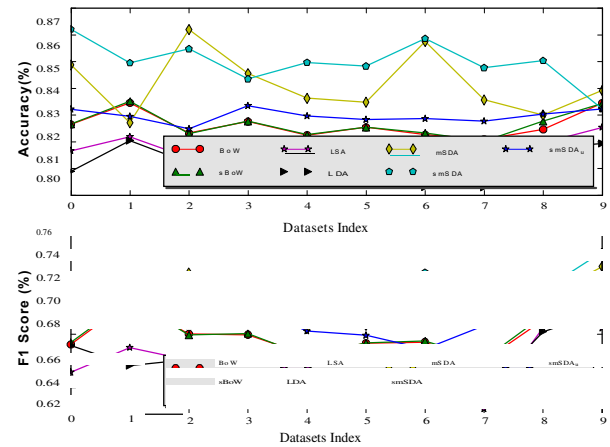 0.87
0.86
0.85
0.84
0.83
0.82
0.81
0.80
Accuracy(%)
BoW LSA mSDA smSDAu
sBoW LDA smSDA
0 1 2 3 4 5 6 7 8 9
Datasets Index
0.76
0.74
0.72
0.70
0.68
0.66
0.64
0.62
F1 Score (%)
BoW LSA mSDA smSDAu
sBoW LDA smSDA
0 1 2 3 4 5 6 7 8 9
Datasets Index